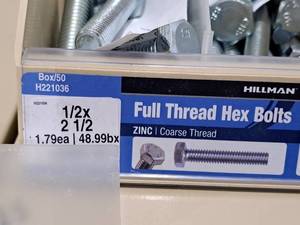 Box/50
H221036
HILLMAN
1/2x
2 1/2
1.79ea | 48.99bx
Full Thread Hex Bolts
ZINC | Coarse Thread